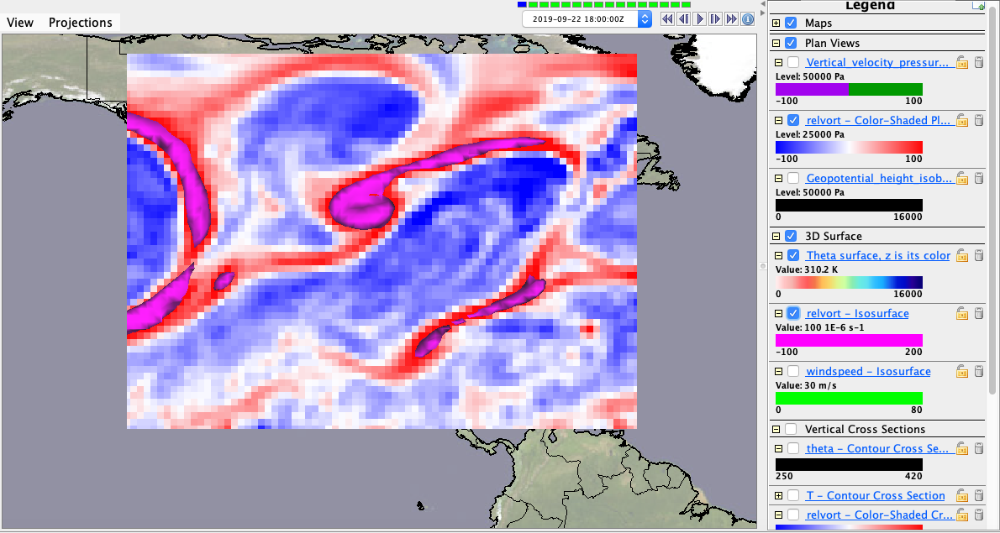 View Projections
2019-09-22 18:00:00Z
Legend
Maps
Plan Views
Vertical_velocity_pressur...
Level: 50000 Pa
-100 100
relvort - Color-Shaded Pl...
Level: 25000 Pa
-100 100
Geopotential_height_isob...
Level: 50000 Pa
0 16000
3D Surface
Theta surface, z is its color
Value: 310.2 K
0 16000
relvort - Isosurface
Value: 100 1E-6 s-1
-100 200
windspeed - Isosurface
Value: 30 m/s
0 80
Vertical Cross Sections
theta - Contour Cross Se...
250 420
T - Contour Cross Section
relvort - Color-Shaded Cr...